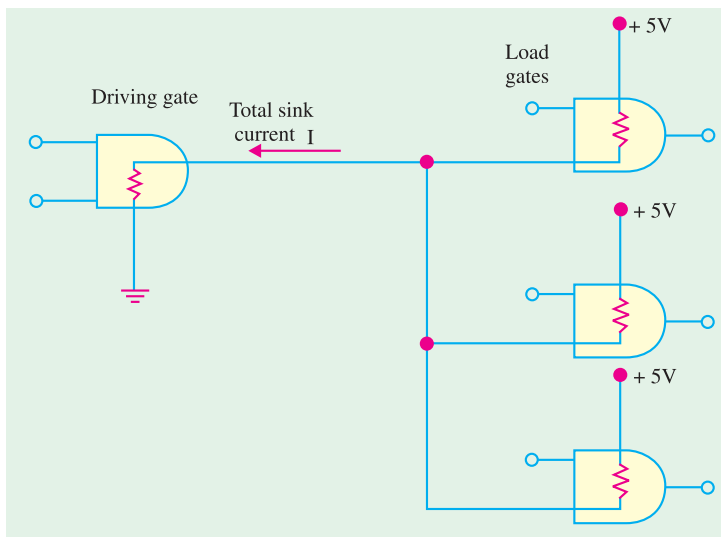 + 5V
Load
gates
Driving gate
Total sink
current I
+ 5V
+ 5V